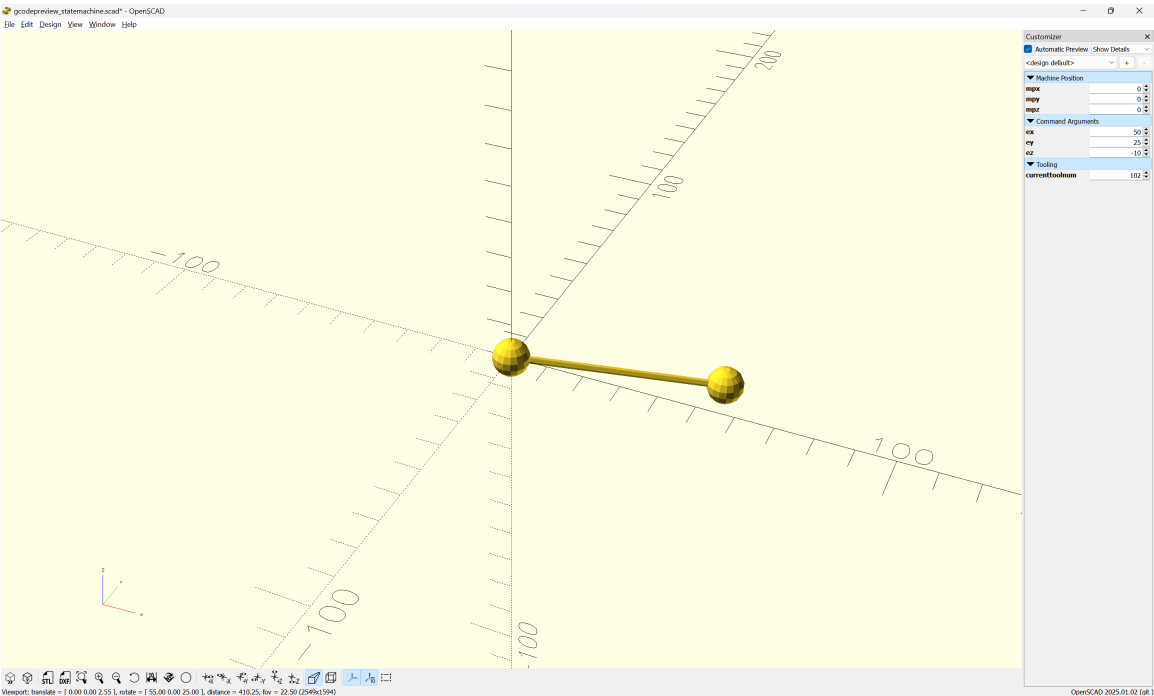 gcodepreview_statemachine.scad* - OpenSCAD
File Edit Design View Window Help
Customizer
Automatic Preview Show Details
<design default>
Machine Position
mpx 0
mpy 0
mpz 0
Command Arguments
ex 50
ey 25
ez -10
Tooling
currenttoolnum 102
200
100
-100
100
-100
-100
z
y
x
STL DXF
Viewport: translate = [ 0.00 0.00 2.55 ], rotate = [ 55.00 0.00 25.00 ], distance = 410.25, fov = 22.50 (2549x1594)
OpenSCAD 2025.01.02 (git )